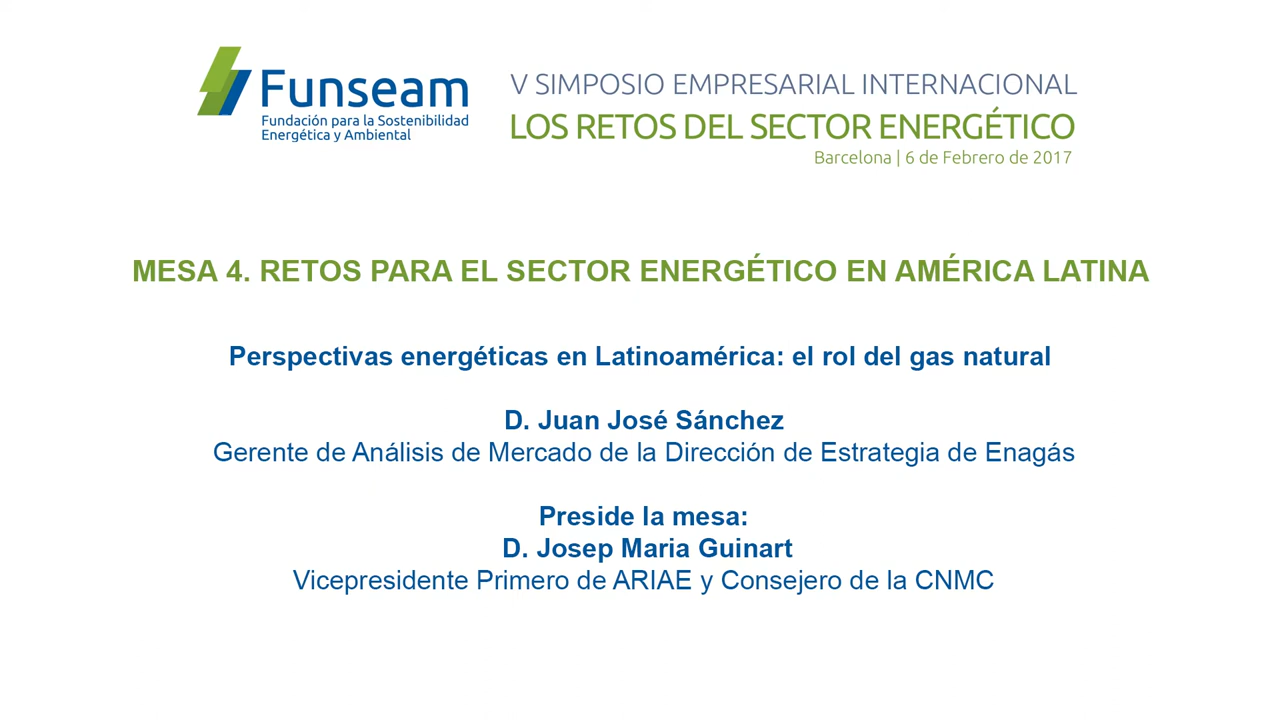 Funseam
Fundación para la Sostenibilidad
Energética y Ambiental
V SIMPOSIO EMPRESARIAL INTERNACIONAL
LOS RETOS DEL SECTOR ENERGÉTICO
Barcelona | 6 de Febrero de 2017
MESA 4. RETOS PARA EL SECTOR ENERGÉTICO EN AMÉRICA LATINA
Perspectivas energéticas en Latinoamérica: el rol del gas natural
D. Juan José Sánchez
Gerente de Análisis de Mercado de la Dirección de Estrategia de Enagás
Preside la mesa:
D. Josep Maria Guinart
Vicepresidente Primero de ARIAE y Consejero de la CNMC